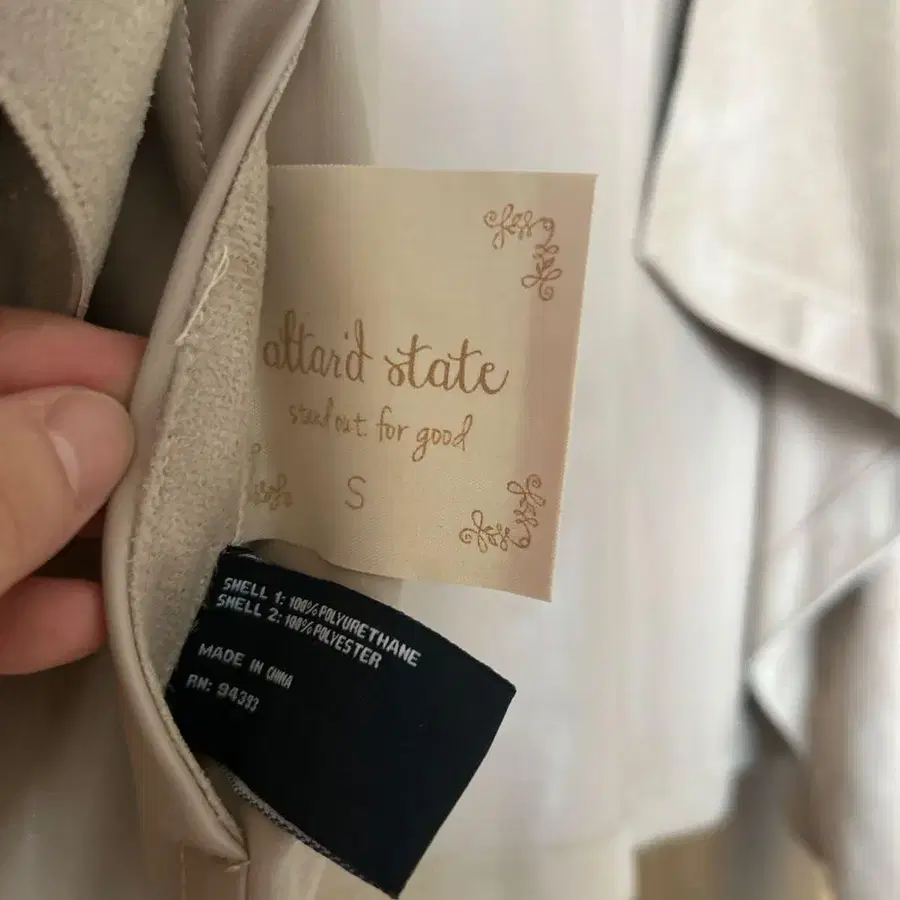 altar'd state
stand out for good
S
SHELL 1: 100% POLYURETHANE
SHELL 2: 100% POLYESTER
MADE IN CHINA
RN: 94393